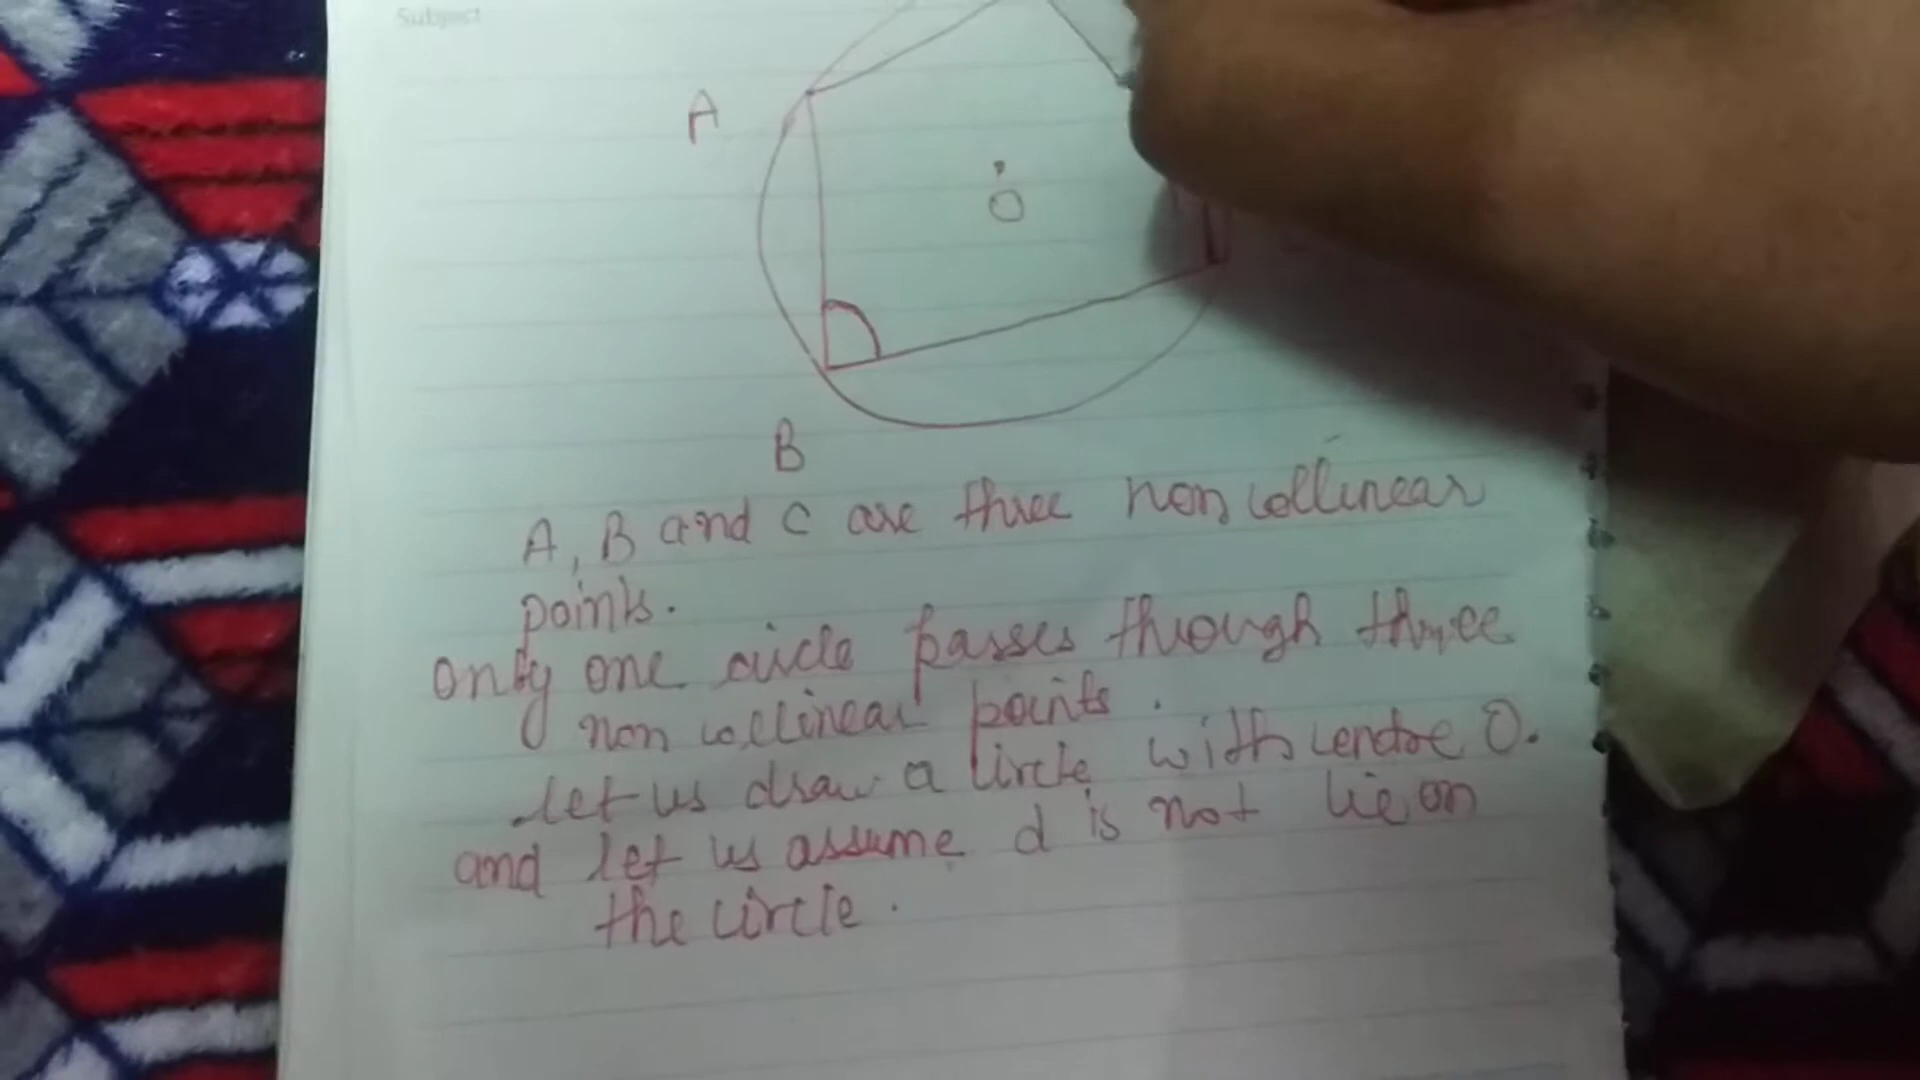 Subject
A
O
B
A, B and C are three non collinear
points.
only one circle passes through three
non collinear points.
let us draw a circle with centre O.
and let us assume d is not lie on
the circle.